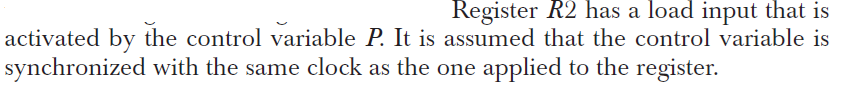 Register R2 has a load input that is
activated by the control variable P. It is assumed that the control variable is
synchronized with the same clock as the one applied to the register.